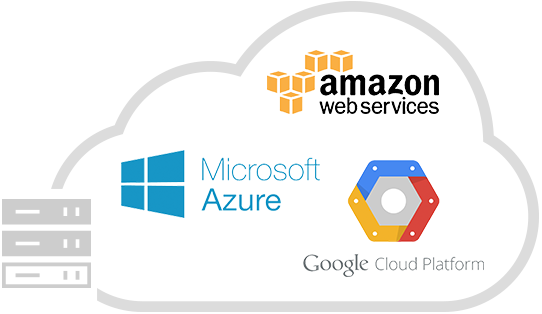 amazon
web services
Microsoft
Azure
Google Cloud Platform